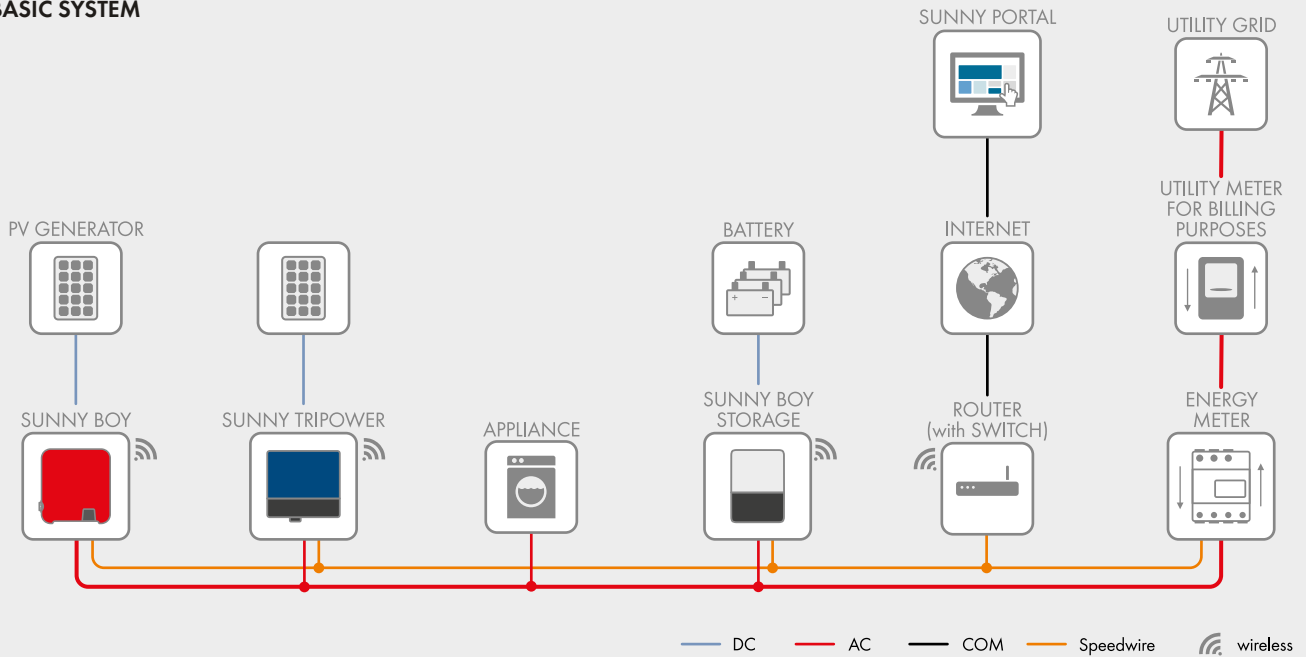 BASIC SYSTEM
SUNNY PORTAL
UTILITY GRID
UTILITY METER
FOR BILLING
PURPOSES
PV GENERATOR
BATTERY
INTERNET
SUNNY BOY
SUNNY TRIPOWER
APPLIANCE
SUNNY BOY
STORAGE
ROUTER
(with SWITCH)
ENERGY
METER
DC
AC
COM
Speedwire
wireless